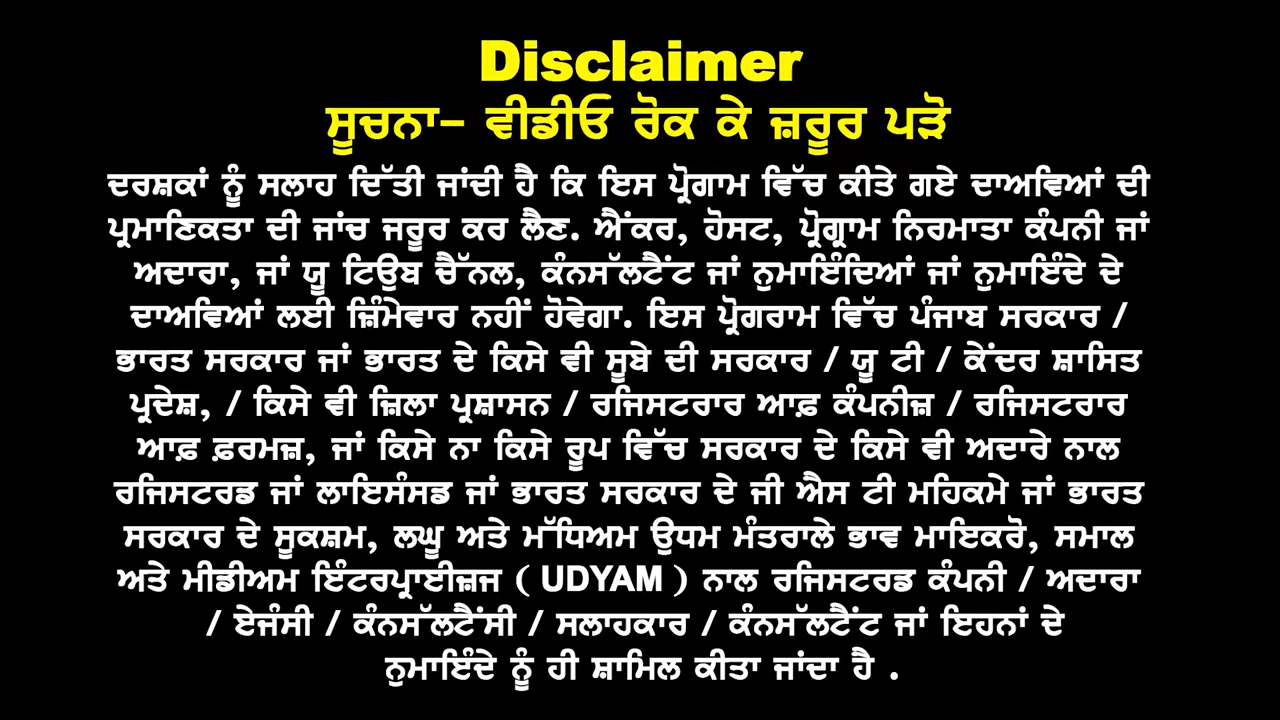 Disclaimer
ਸੂਚਨਾ- ਵੀਡੀਓ ਰੋਕ ਕੇ ਜ਼ਰੂਰ ਪੜੋ
ਦਰਸ਼ਕਾਂ ਨੂੰ ਸਲਾਹ ਦਿੱਤੀ ਜਾਂਦੀ ਹੈ ਕਿ ਇਸ ਪ੍ਰੋਗਾਮ ਵਿੱਚ ਕੀਤੇ ਗਏ ਦਾਅਵਿਆਂ ਦੀ
ਪ੍ਰਮਾਣਿਕਤਾ ਦੀ ਜਾਂਚ ਜਰੂਰ ਕਰ ਲੈਣ. ਐਂਕਰ, ਹੋਸਟ, ਪ੍ਰੋਗ੍ਰਾਮ ਨਿਰਮਾਤਾ ਕੰਪਨੀ ਜਾਂ
ਅਦਾਰਾ, ਜਾਂ ਯੂ ਟਿਊਬ ਚੈੱਨਲ, ਕੰਨਸੱਲਟੈਂਟ ਜਾਂ ਨੁਮਾਇੰਦਿਆਂ ਜਾਂ ਨੁਮਾਇੰਦੇ ਦੇ
ਦਾਅਵਿਆਂ ਲਈ ਜ਼ਿੰਮੇਵਾਰ ਨਹੀਂ ਹੋਵੇਗਾ. ਇਸ ਪ੍ਰੋਗਰਾਮ ਵਿੱਚ ਪੰਜਾਬ ਸਰਕਾਰ /
ਭਾਰਤ ਸਰਕਾਰ ਜਾਂ ਭਾਰਤ ਦੇ ਕਿਸੇ ਵੀ ਸੂਬੇ ਦੀ ਸਰਕਾਰ / ਯੂ ਟੀ / ਕੇਂਦਰ ਸ਼ਾਸਿਤ
ਪ੍ਰਦੇਸ਼, / ਕਿਸੇ ਵੀ ਜ਼ਿਲਾ ਪ੍ਰਸ਼ਾਸਨ / ਰਜਿਸਟਰਾਰ ਆਫ਼ ਕੰਪਨੀਜ਼ / ਰਜਿਸਟਰਾਰ
ਆਫ਼ ਫ਼ਰਮਜ਼, ਜਾਂ ਕਿਸੇ ਨਾ ਕਿਸੇ ਰੂਪ ਵਿੱਚ ਸਰਕਾਰ ਦੇ ਕਿਸੇ ਵੀ ਅਦਾਰੇ ਨਾਲ
ਰਜਿਸਟਰਡ ਜਾਂ ਲਾਇਸੰਸਡ ਜਾਂ ਭਾਰਤ ਸਰਕਾਰ ਦੇ ਜੀ ਐਸ ਟੀ ਮਹਿਕਮੇ ਜਾਂ ਭਾਰਤ
ਸਰਕਾਰ ਦੇ ਸੂਕਸ਼ਮ, ਲਘੂ ਅਤੇ ਮੱਧਿਅਮ ਉਧਮ ਮੰਤਰਾਲੇ ਭਾਵ ਮਾਇਕਰੋ, ਸਮਾਲ
ਅਤੇ ਮੀਡੀਅਮ ਇੰਟਰਪ੍ਰਾਈਜ਼ਜ ( UDYAM ) ਨਾਲ ਰਜਿਸਟਰਡ ਕੰਪਨੀ / ਅਦਾਰਾ
/ ਏਜੰਸੀ / ਕੰਨਸੱਲਟੈਂਸੀ / ਸਲਾਹਕਾਰ / ਕੰਨਸੱਲਟੈਂਟ ਜਾਂ ਇਹਨਾਂ ਦੇ
ਨੁਮਾਇੰਦੇ ਨੂੰ ਹੀ ਸ਼ਾਮਿਲ ਕੀਤਾ ਜਾਂਦਾ ਹੈ .